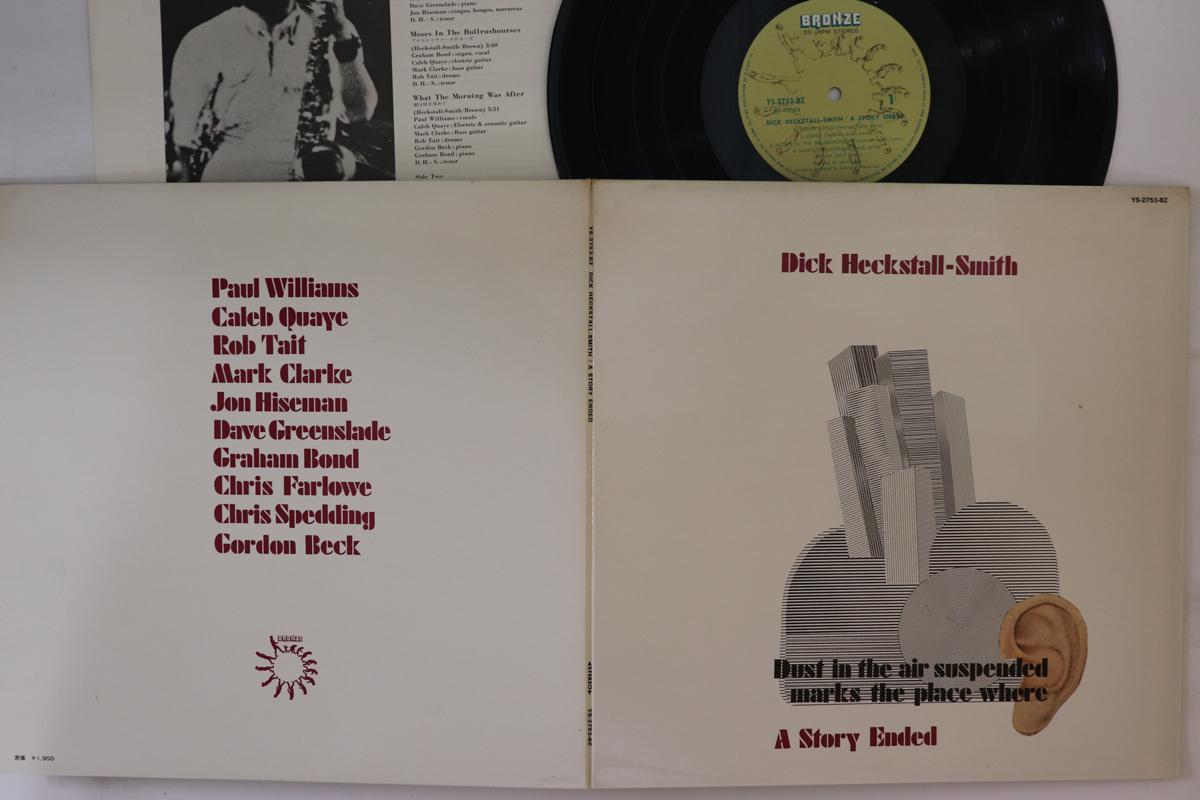 Dave Greenslade : piano
Jon Hiseman : congas, bongos, maracas
D. H. - S. : tenor
Moses In The Bullrushourses
(Heckstall-Smith/Brown) 5:40
Graham Bond : organ, vocal
Caleb Quaye : electric guitar
Mark Clarke : bass guitar
Rob Tait : drums
D. H. - S. : tenor
What The Morning Was After
(Heckstall-Smith/Brown) 5:31
Paul Williams : vocals
Caleb Quaye : Electric & acoustic guitar
Mark Clarke : Bass guitar
Rob Tait : drums
Gordon Beck : piano
Graham Bond : piano
D. H. - S. : tenor
Side Two
BRONZE
33⅓RPM STEREO
YS-2753-BZ
1
DICK HECKSTALL-SMITH / A STORY ENDED
Paul Williams
Caleb Quaye
Rob Tait
Mark Clarke
Jon Hiseman
Dave Greenslade
Graham Bond
Chris Farlowe
Chris Spedding
Gordon Beck
BRONZE
定価 ¥1,900
YS-2753-BZ DICK HECKSTALL-SMITH / A STORY ENDED
STEREO YS-2753-BZ
YS-2753-BZ
Dick Heckstall-Smith
Dust in the air suspended
marks the place where
A Story Ended